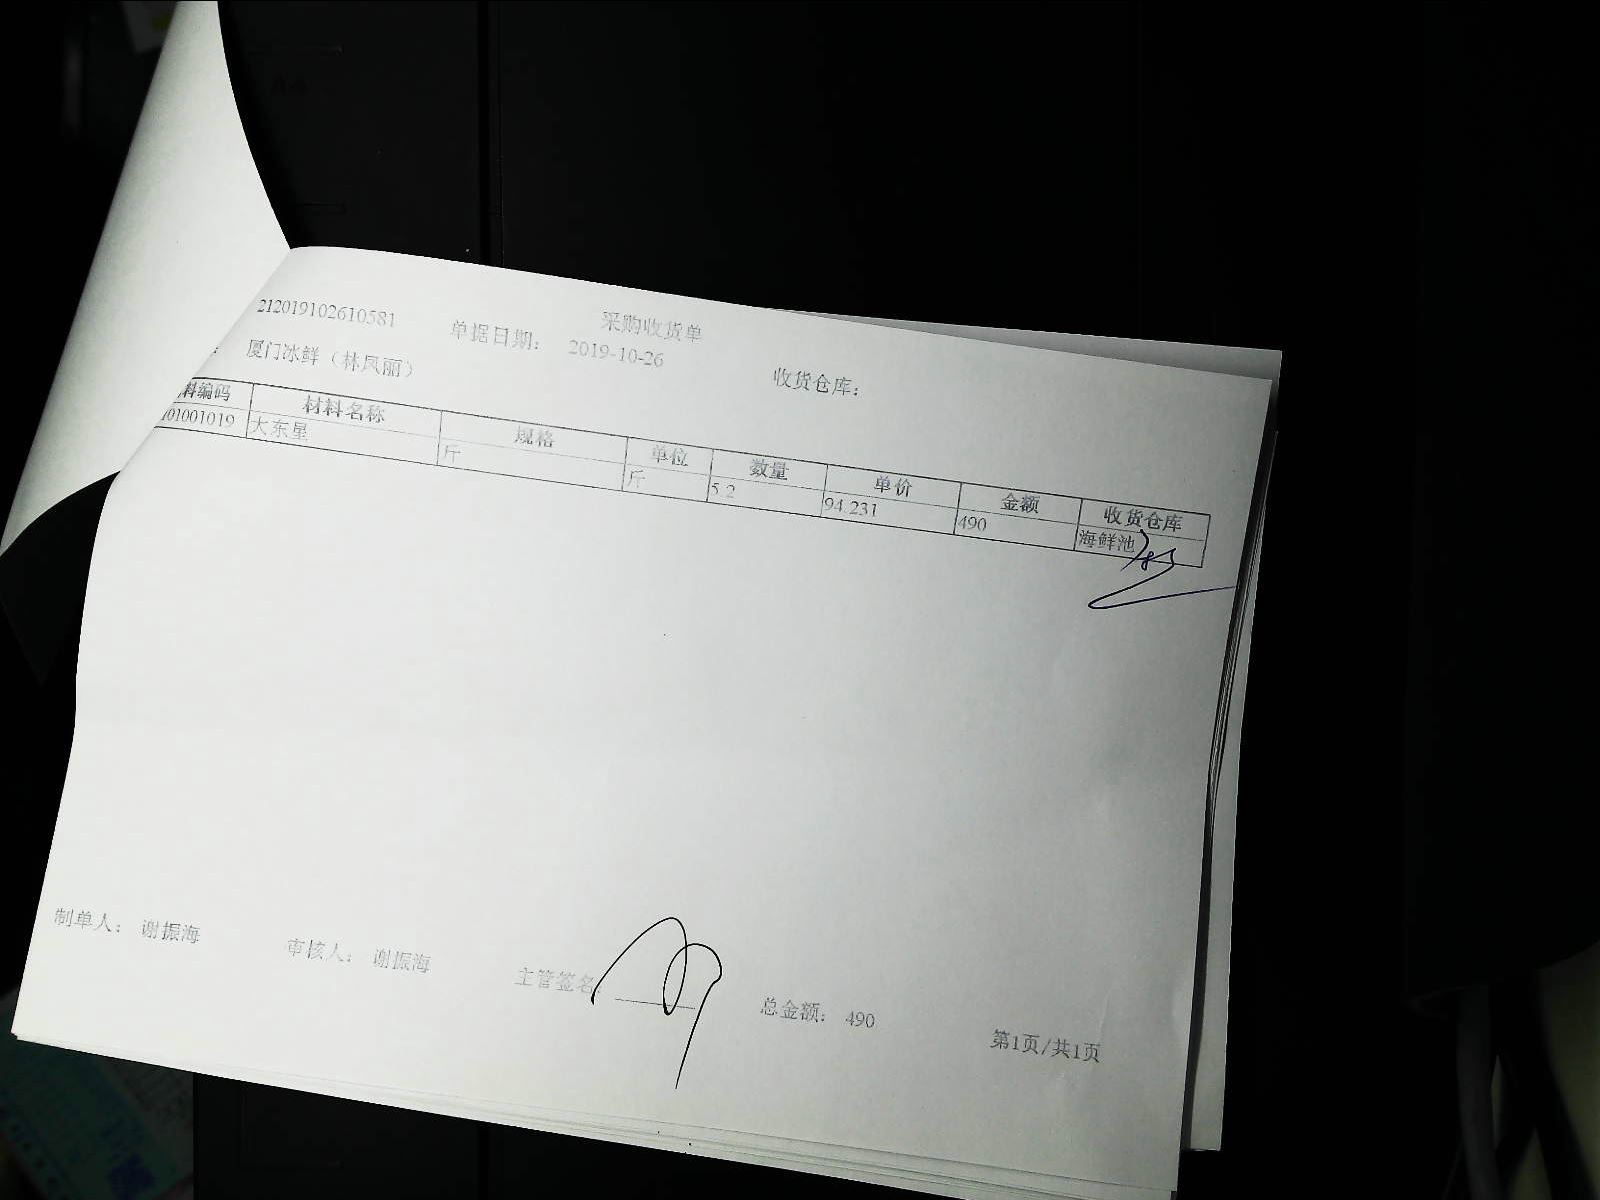 采购收货单
212019102610581 单据日期： 2019-10-26 收货仓库：
： 厦门冰鲜（林凤丽）
料编码 材料名称 规格 单位 数量 单价 金额 收货仓库
101001019 大东星 斤 斤 5.2 94.231 490 海鲜池
制单人： 谢振海 审核人： 谢振海 主管签名： 总金额： 490 第1页/共1页